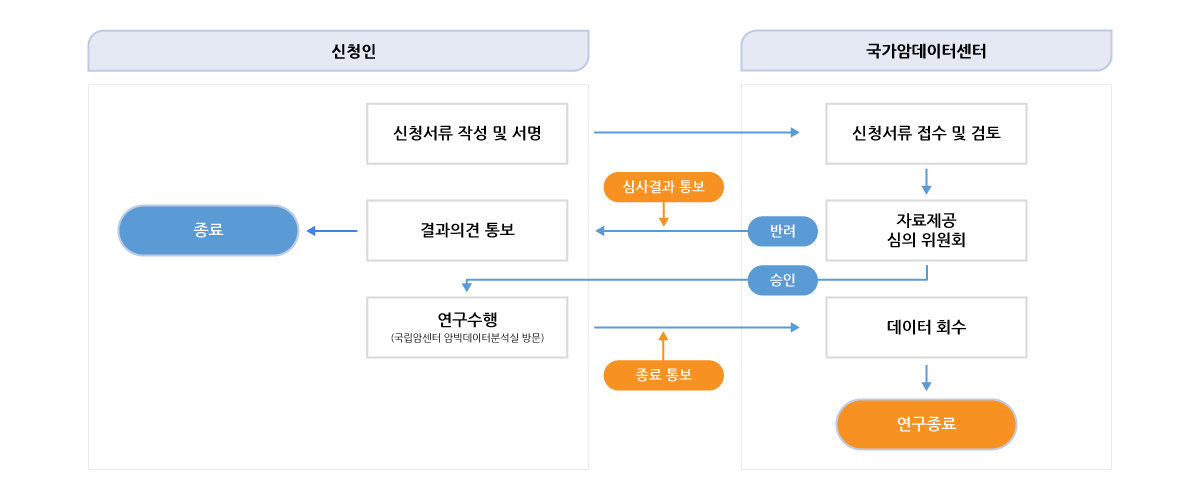 신청인
국가암데이터센터
신청서류 작성 및 서명
신청서류 접수 및 검토
심사결과 통보
종료
결과의견 통보
반려
자료제공
심의 위원회
승인
연구수행
(국립암센터 암빅데이터분석실 방문)
데이터 회수
종료 통보
연구종료